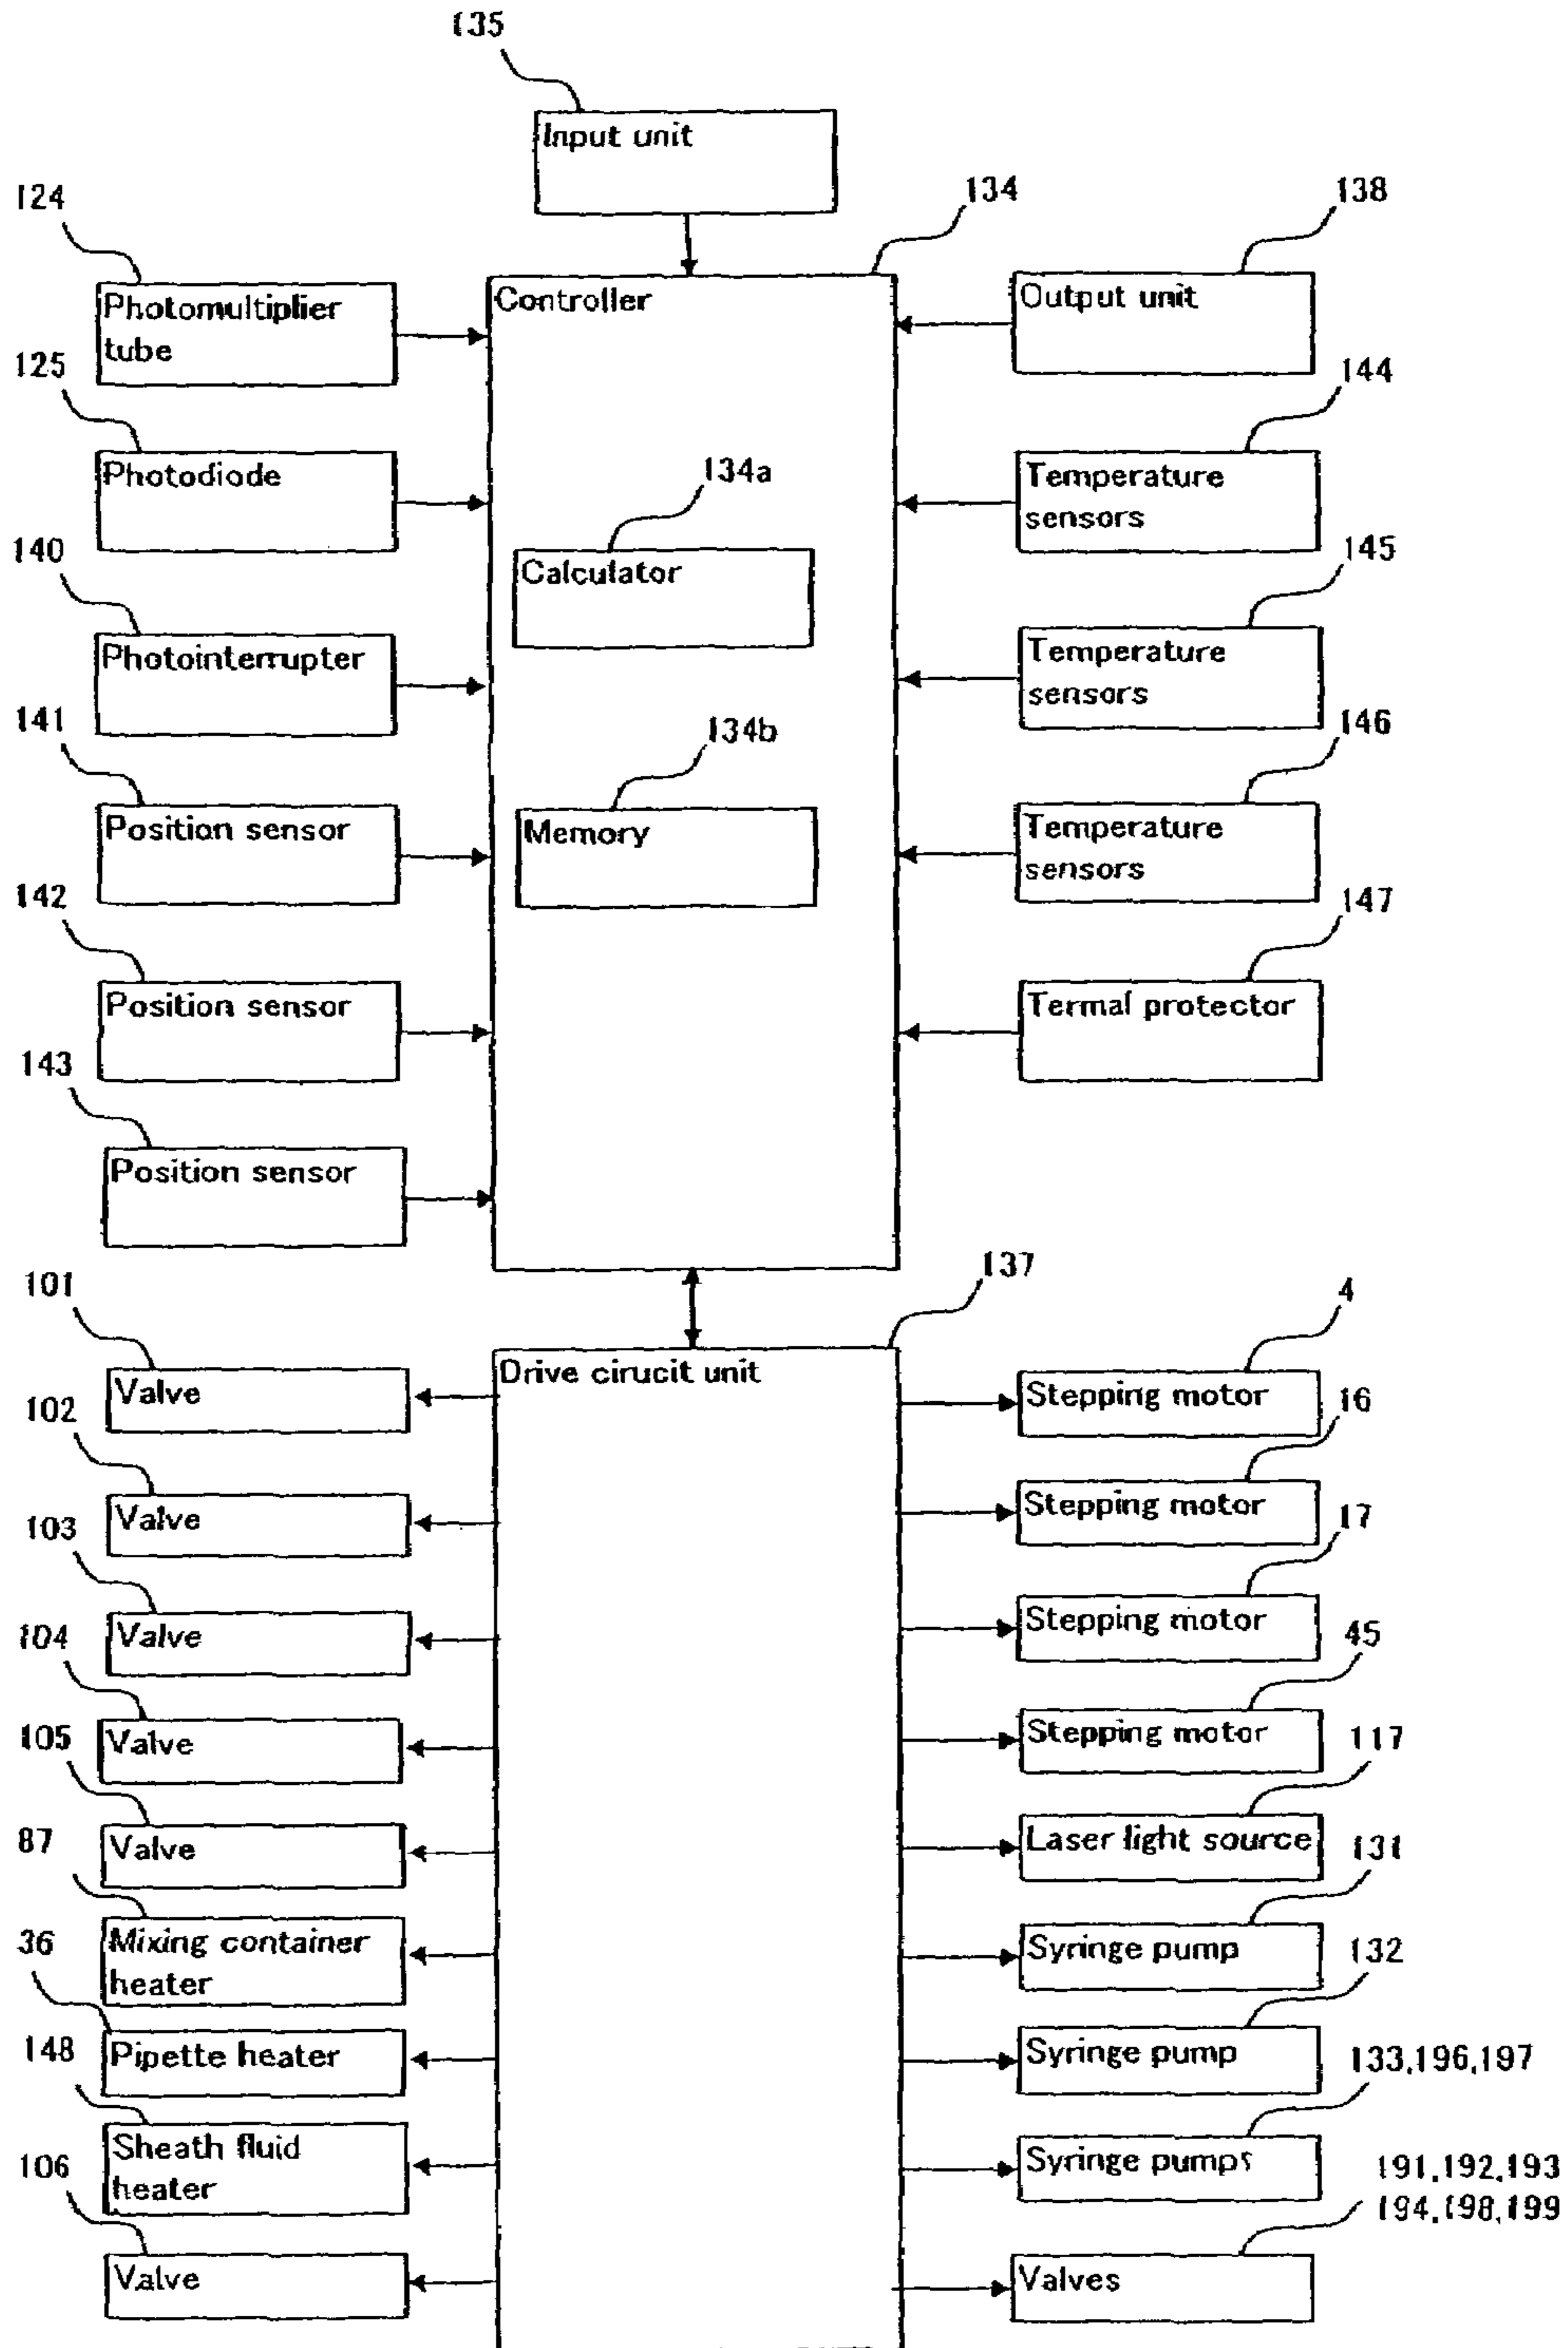 135
Input unit
124
134
138
Photomultiplier
tube
Controller
Output unit
125
144
Photodiode
134a
Temperature
sensors
140
Calculator
145
Photointerrupter
Temperature
sensors
141
134b
146
Position sensor
Memory
Temperature
sensors
142
147
Position sensor
Termal protector
143
Position sensor
101
137
4
Valve
Drive cirucit unit
Stepping motor
102
16
Valve
Stepping motor
103
17
Valve
Stepping motor
104
45
Valve
Stepping motor
105
117
Valve
Laser light source
87
131
Mixing container
heater
Syringe pump
36
132
Pipette heater
Syringe pump
148
133,196,197
Sheath fluid
heater
Syringe pumps
106
191,192,193
194,198,199
Valve
Valves